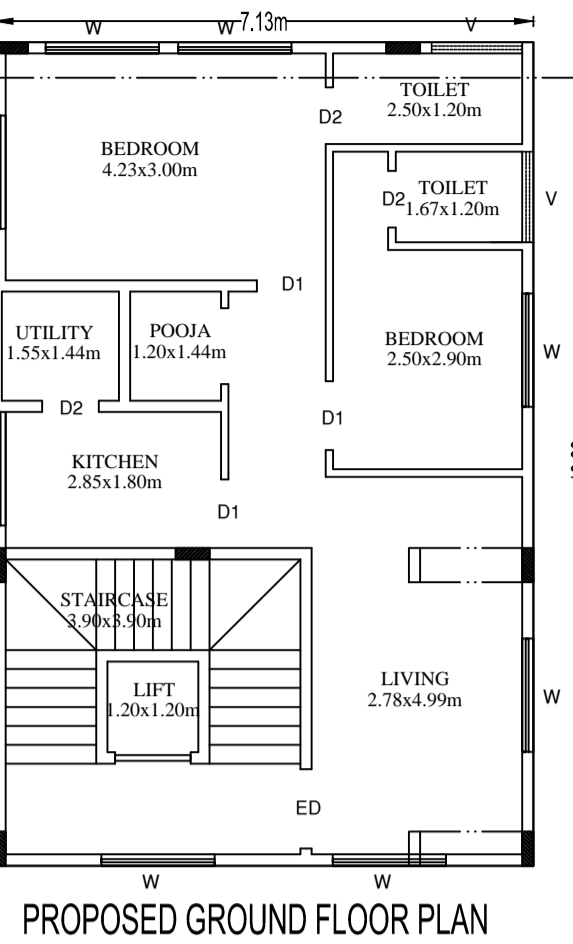 7.13m
W
W
V
TOILET
2.50x1.20m
D2
BEDROOM
4.23x3.00m
TOILET
1.67x1.20m
D2
V
D1
UTILITY
1.55x1.44m
POOJA
1.20x1.44m
BEDROOM
2.50x2.90m
W
D2
D1
KITCHEN
2.85x1.80m
D1
STAIRCASE
3.90x3.90m
LIFT
1.20x1.20m
LIVING
2.78x4.99m
W
ED
W
W
PROPOSED GROUND FLOOR PLAN